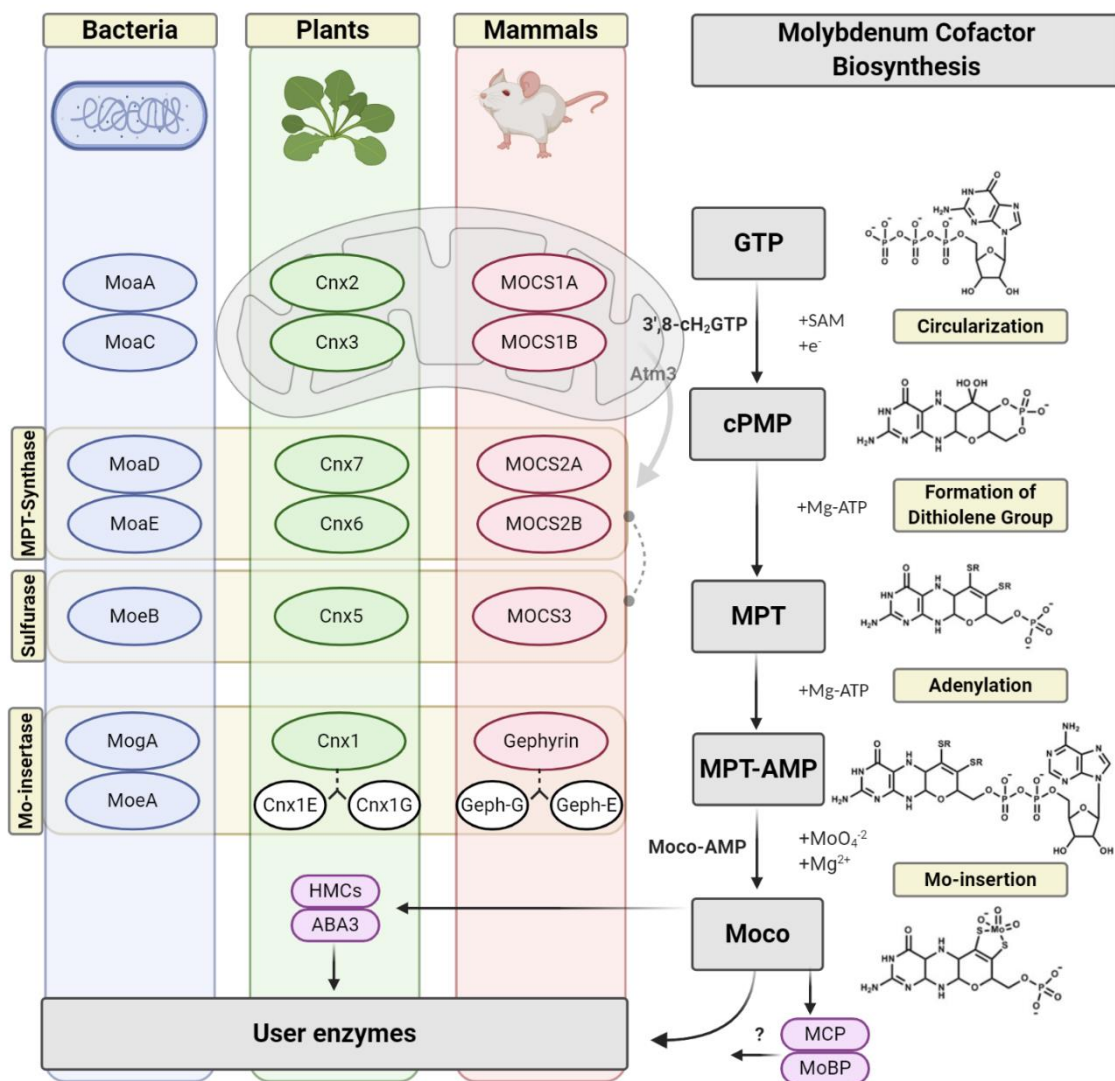 Bacteria
Plants
Mammals
Molybdenum Cofactor
Biosynthesis
MoaA
MoaC
Cnx2
Cnx3
MOCS1A
MOCS1B
Atm3
MPT-Synthase
MoaD
MoaE
Cnx7
Cnx6
MOCS2A
MOCS2B
Sulfurase
MoeB
Cnx5
MOCS3
Mo-insertase
MogA
MoeA
Cnx1
Cnx1E
Cnx1G
Gephyrin
Geph-G
Geph-E
HMCs
ABA3
User enzymes
GTP
3',8-cH₂GTP
+SAM
+e⁻
Circularization
cPMP
+Mg-ATP
Formation of
Dithiolene Group
MPT
+Mg-ATP
Adenylation
MPT-AMP
Moco-AMP
+MoO₄⁻²
+Mg²⁺
Mo-insertion
Moco
?
MCP
MoBP